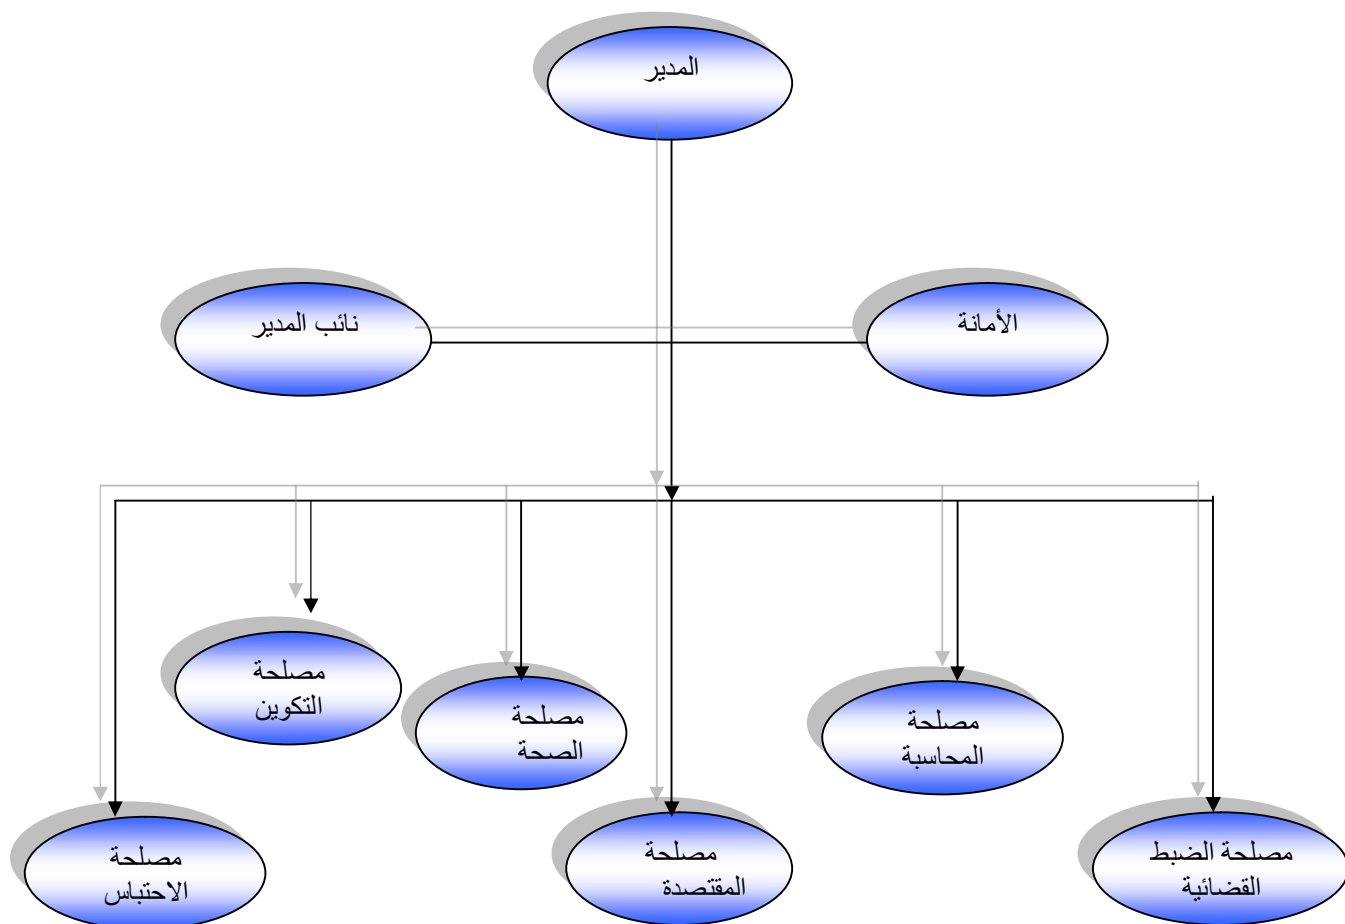 المدير
الأمانة
نائب المدير
مصلحة
التكوين
مصلحة
الصحة
مصلحة
المحاسبة
مصلحة الضبط
القضائية
مصلحة
المقتصدة
مصلحة
الاحتباس